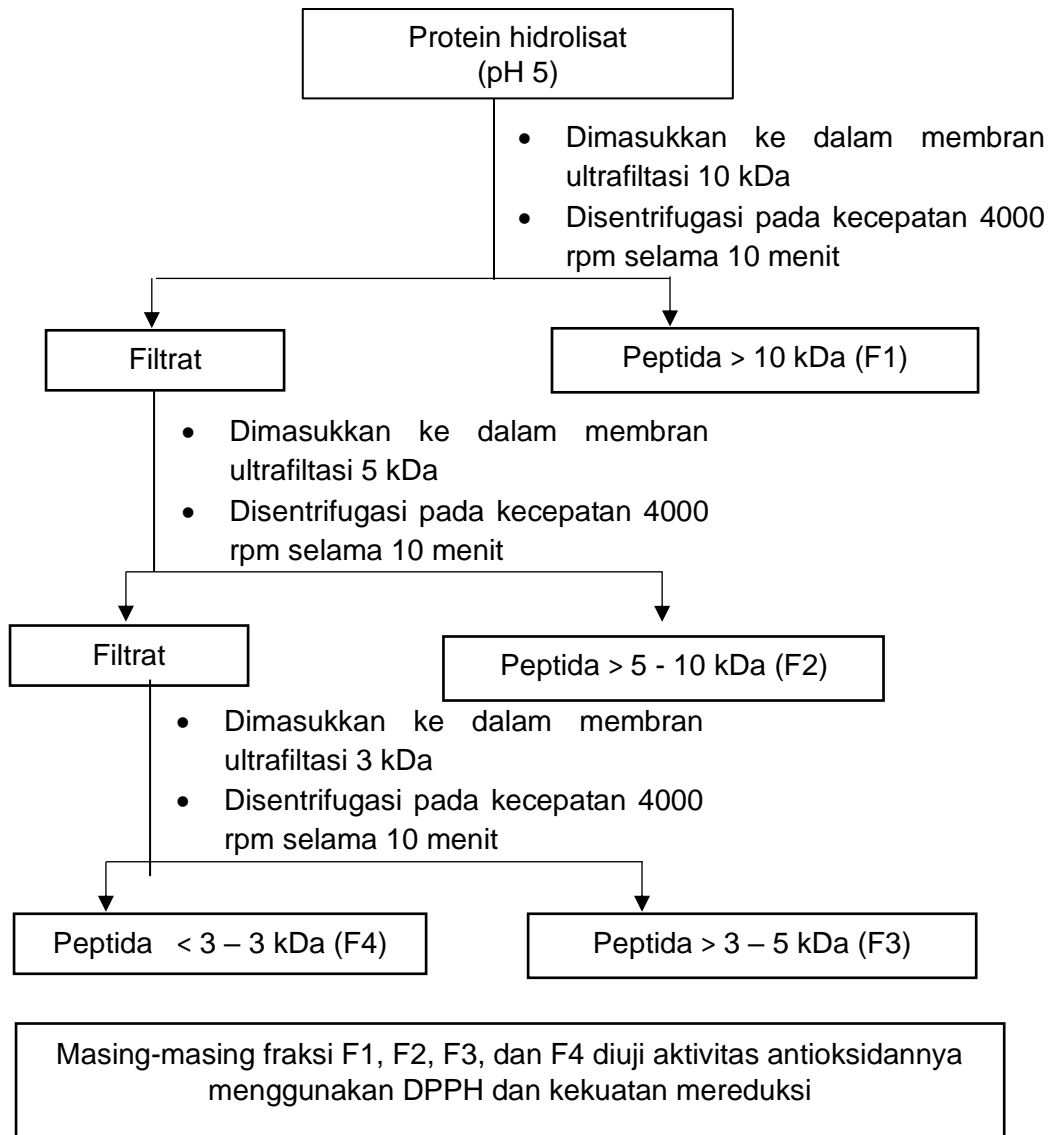 Protein hidrolisat
(pH 5)
• Dimasukkan ke dalam membran
ultrafiltasi 10 kDa
• Disentrifugasi pada kecepatan 4000
rpm selama 10 menit
Filtrat
Peptida > 10 kDa (F1)
• Dimasukkan ke dalam membran
ultrafiltasi 5 kDa
• Disentrifugasi pada kecepatan 4000
rpm selama 10 menit
Filtrat
Peptida > 5 - 10 kDa (F2)
• Dimasukkan ke dalam membran
ultrafiltasi 3 kDa
• Disentrifugasi pada kecepatan 4000
rpm selama 10 menit
Peptida < 3 – 3 kDa (F4)
Peptida > 3 – 5 kDa (F3)
Masing-masing fraksi F1, F2, F3, dan F4 diuji aktivitas antioksidannya
menggunakan DPPH dan kekuatan mereduksi